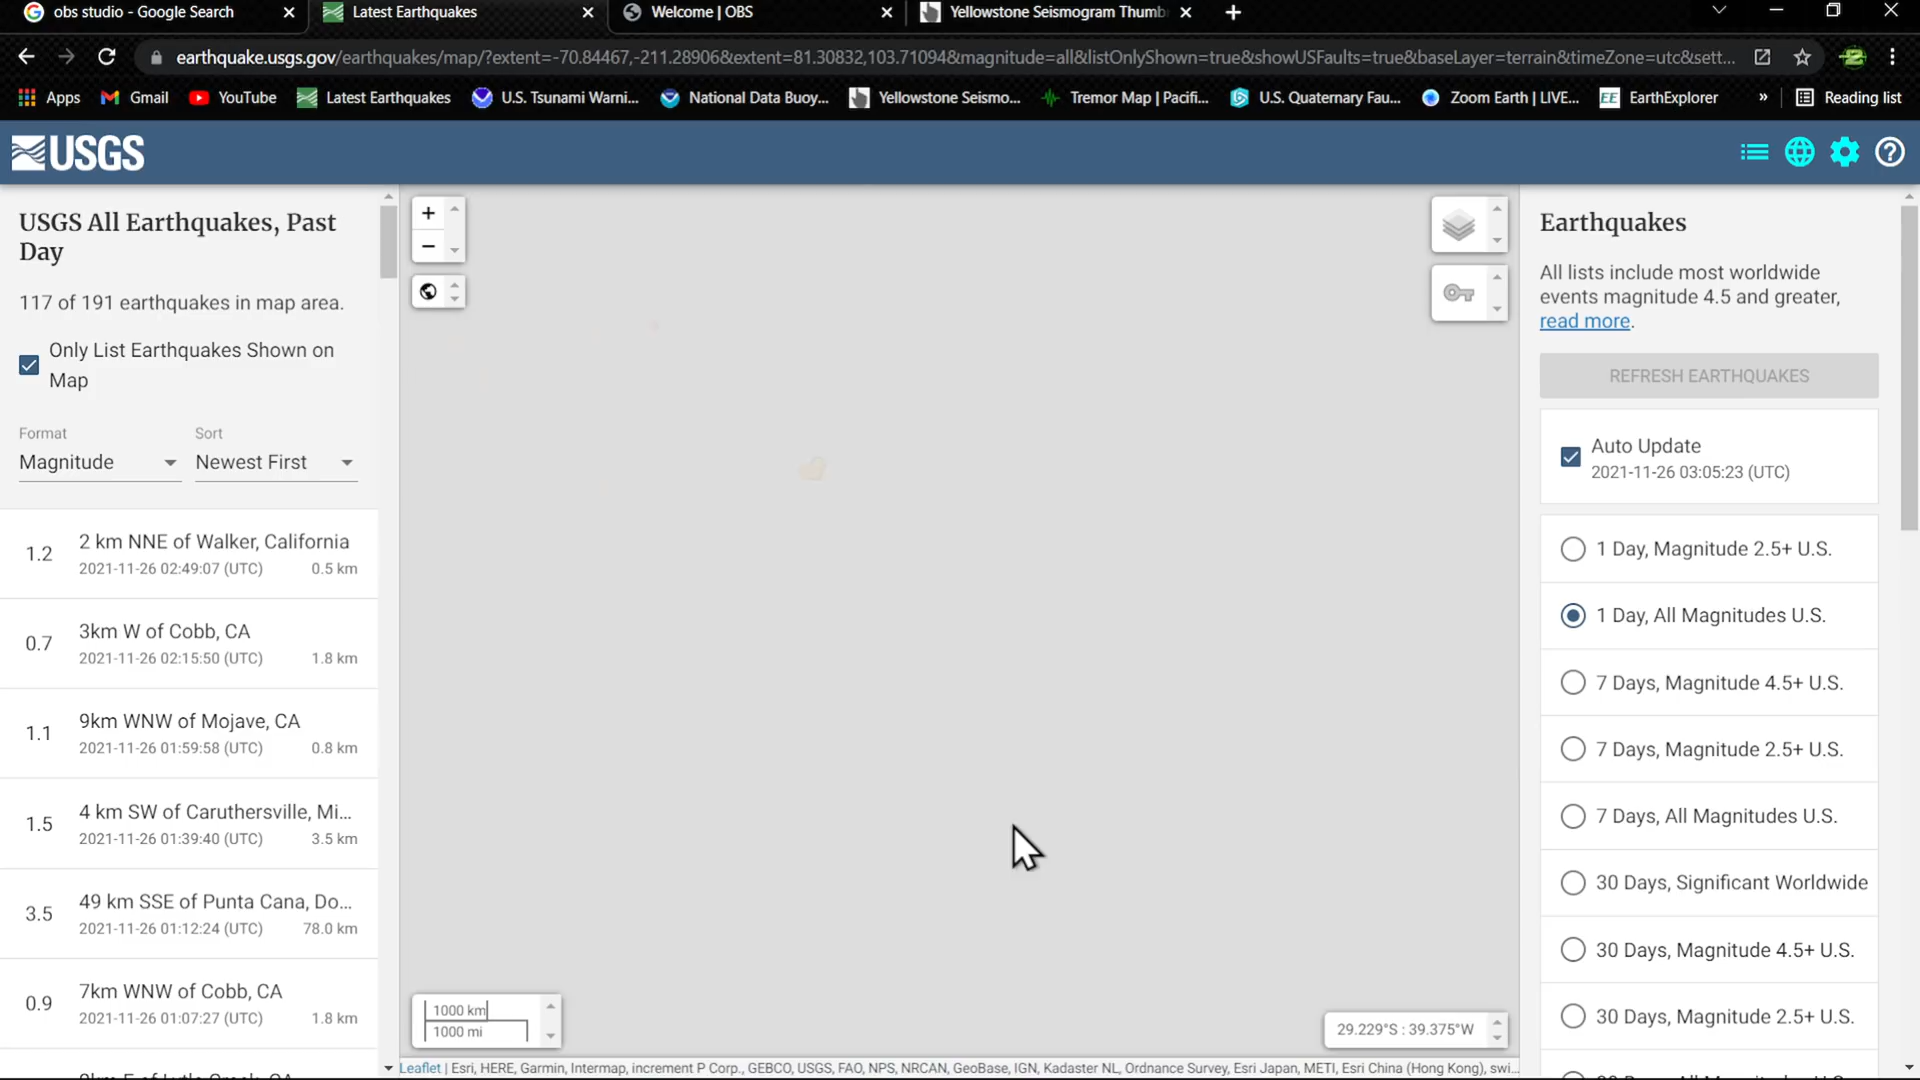 obs studio - Google Search
Latest Earthquakes
Welcome | OBS
Yellowstone Seismogram Thumb
earthquake.usgs.gov/earthquakes/map/?extent=-70.84467,-211.28906&extent=81.30832,103.71094&magnitude=all&listOnlyShown=true&showUSFaults=true&baseLayer=terrain&timeZone=utc&sett...
Apps
Gmail
YouTube
Latest Earthquakes
U.S. Tsunami Warni...
National Data Buoy...
Yellowstone Seismo...
Tremor Map | Pacifi...
U.S. Quaternary Fau...
Zoom Earth | LIVE...
EE EarthExplorer
»
Reading list
USGS
USGS All Earthquakes, Past
Day
117 of 191 earthquakes in map area.
Only List Earthquakes Shown on
Map
Format
Sort
Magnitude
Newest First
1.2
2 km NNE of Walker, California
2021-11-26 02:49:07 (UTC) 0.5 km
0.7
3km W of Cobb, CA
2021-11-26 02:15:50 (UTC) 1.8 km
1.1
9km WNW of Mojave, CA
2021-11-26 01:59:58 (UTC) 0.8 km
1.5
4 km SW of Caruthersville, Mi...
2021-11-26 01:39:40 (UTC) 3.5 km
3.5
49 km SSE of Punta Cana, Do...
2021-11-26 01:12:24 (UTC) 78.0 km
0.9
7km WNW of Cobb, CA
2021-11-26 01:07:27 (UTC) 1.8 km
+
−
1000 km
1000 mi
29.229°S : 39.375°W
Leaflet | Esri, HERE, Garmin, Intermap, increment P Corp., GEBCO, USGS, FAO, NPS, NRCAN, GeoBase, IGN, Kadaster NL, Ordnance Survey, Esri Japan, METI, Esri China (Hong Kong), swi...
Earthquakes
All lists include most worldwide
events magnitude 4.5 and greater,
read more.
REFRESH EARTHQUAKES
Auto Update
2021-11-26 03:05:23 (UTC)
1 Day, Magnitude 2.5+ U.S.
1 Day, All Magnitudes U.S.
7 Days, Magnitude 4.5+ U.S.
7 Days, Magnitude 2.5+ U.S.
7 Days, All Magnitudes U.S.
30 Days, Significant Worldwide
30 Days, Magnitude 4.5+ U.S.
30 Days, Magnitude 2.5+ U.S.